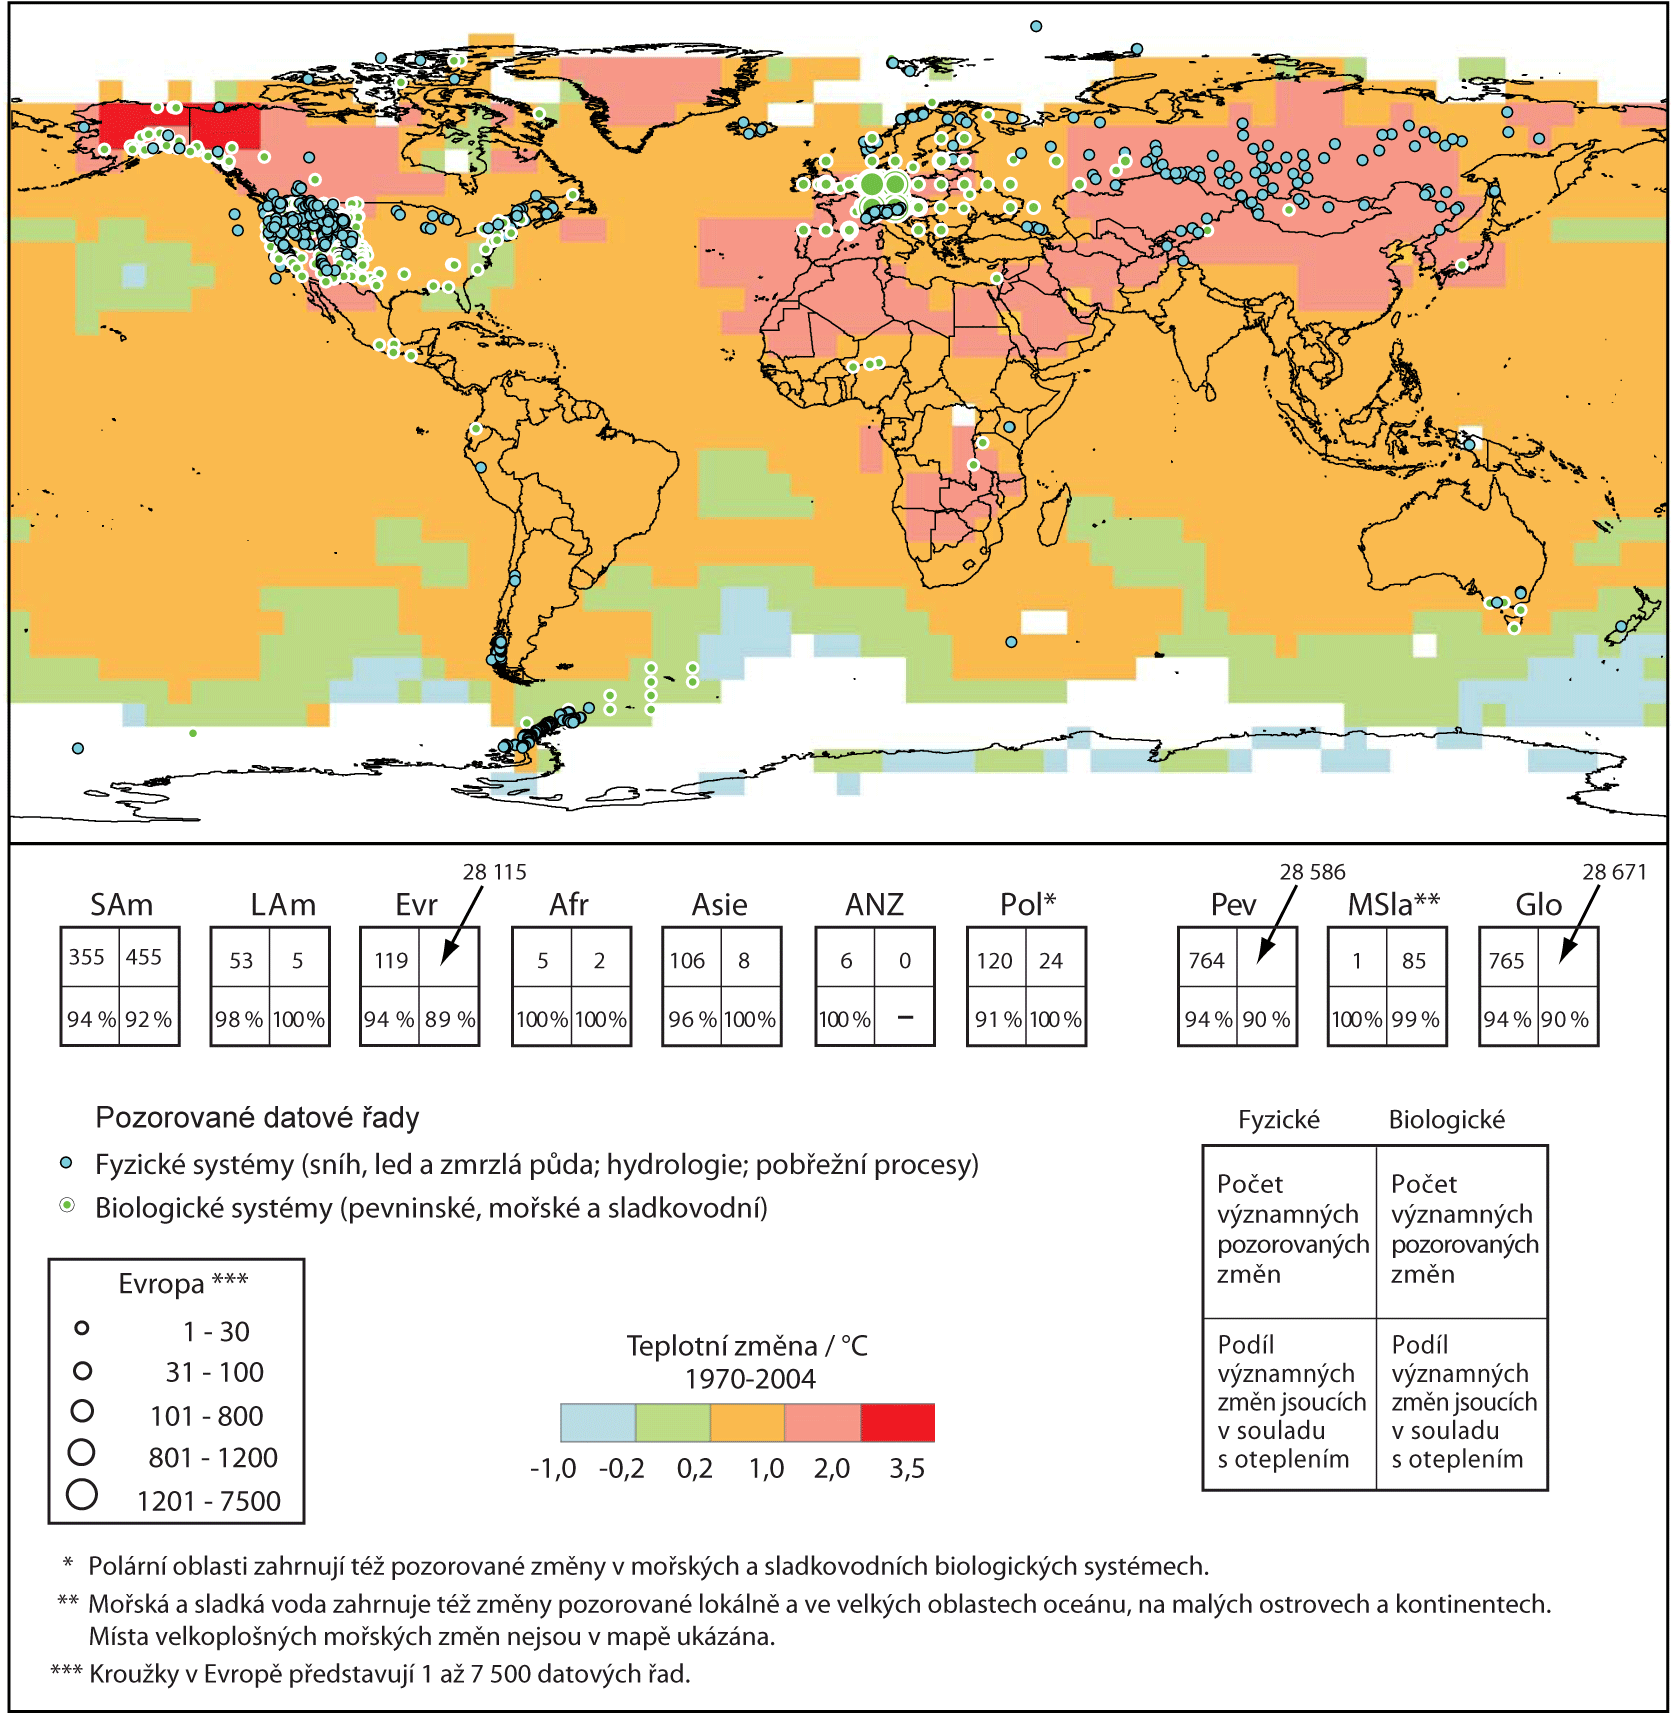 28 115
28 586
28 671
SAm LAm Evr Afr Asie ANZ Pol* Pev MSla** Glo
355 455 53 5 119 5 2 106 8 6 0 120 24 764 1 85 765
94 % 92 % 98 % 100 % 94 % 89 % 100 % 100 % 96 % 100 % 100 % – 91 % 100 % 94 % 90 % 100 % 99 % 94 % 90 %
Pozorované datové řady
Fyzické systémy (sníh, led a zmrzlá půda; hydrologie; pobřežní procesy)
Biologické systémy (pevninské, mořské a sladkovodní)
Evropa ***
1 - 30
31 - 100
101 - 800
801 - 1200
1201 - 7500
Teplotní změna / °C
1970-2004
-1,0 -0,2 0,2 1,0 2,0 3,5
Fyzické Biologické
Počet
významných
pozorovaných
změn
Počet
významných
pozorovaných
změn
Podíl
významných
změn jsoucích
v souladu
s oteplením
Podíl
významných
změn jsoucích
v souladu
s oteplením
* Polární oblasti zahrnují též pozorované změny v mořských a sladkovodních biologických systémech.
** Mořská a sladká voda zahrnuje též změny pozorované lokálně a ve velkých oblastech oceánu, na malých ostrovech a kontinentech.
Místa velkoplošných mořských změn nejsou v mapě ukázána.
*** Kroužky v Evropě představují 1 až 7 500 datových řad.